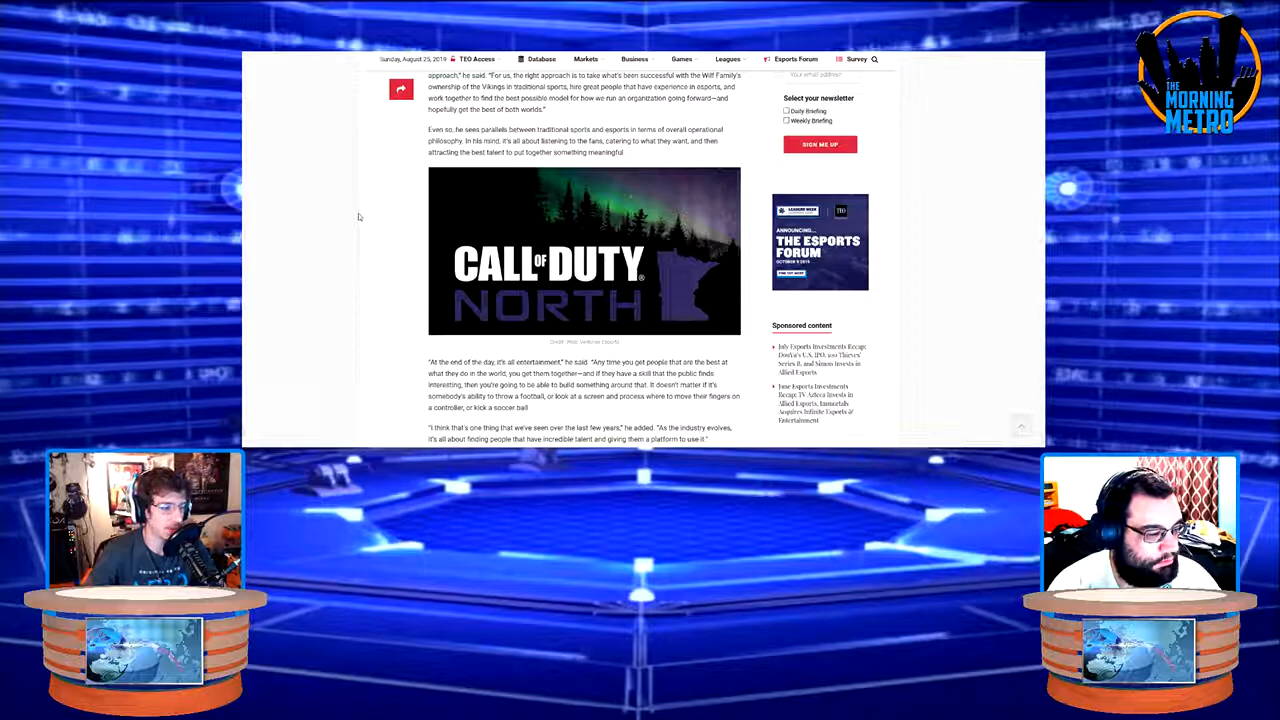 Sunday, August 25, 2019 TEO Access Database Markets Business Games Leagues Esports Forum Survey
approach," he said. "For us, the right approach is to take what's been successful with the Wilf Family's
ownership of the Vikings in traditional sports, hire great people that have experience in esports, and
work together to find the best possible model for how we run an organization going forward—and
hopefully get the best of both worlds."
Even so, he sees parallels between traditional sports and esports in terms of overall operational
philosophy. In his mind, it's all about listening to the fans, catering to what they want, and then
attracting the best talent to put together something meaningful.
CALL OF DUTY®
NORTH
"At the end of the day, it's all entertainment," he said. "Any time you get people that are the best at
what they do in the world, you get them together—and if they have a skill that the public finds
interesting, then you're going to be able to build something around that. It doesn't matter if it's
somebody's ability to throw a football, or look at a screen and process where to move their fingers on
a controller, or kick a soccer ball
"I think that's one thing that we've seen over the last few years," he added. "As the industry evolves,
it's all about finding people that have incredible talent and giving them a platform to use it."
Your email address
Select your newsletter
Daily Briefing
Weekly Briefing
SIGN ME UP
LEADERS WEEK
TEO
ANNOUNCING...
THE ESPORTS
FORUM
OCTOBER 9 2019
FIND OUT MORE
Sponsored content
July Esports Investments Recap:
DouYu's U.S. IPO, 100 Thieves'
Series B, and Simon Invests in
Allied Esports
June Esports Investments
Recap: TV Azteca Invests in
Allied Esports, Immortals
Acquires Infinite Esports &
Entertainment
THE
MORNING
METRO